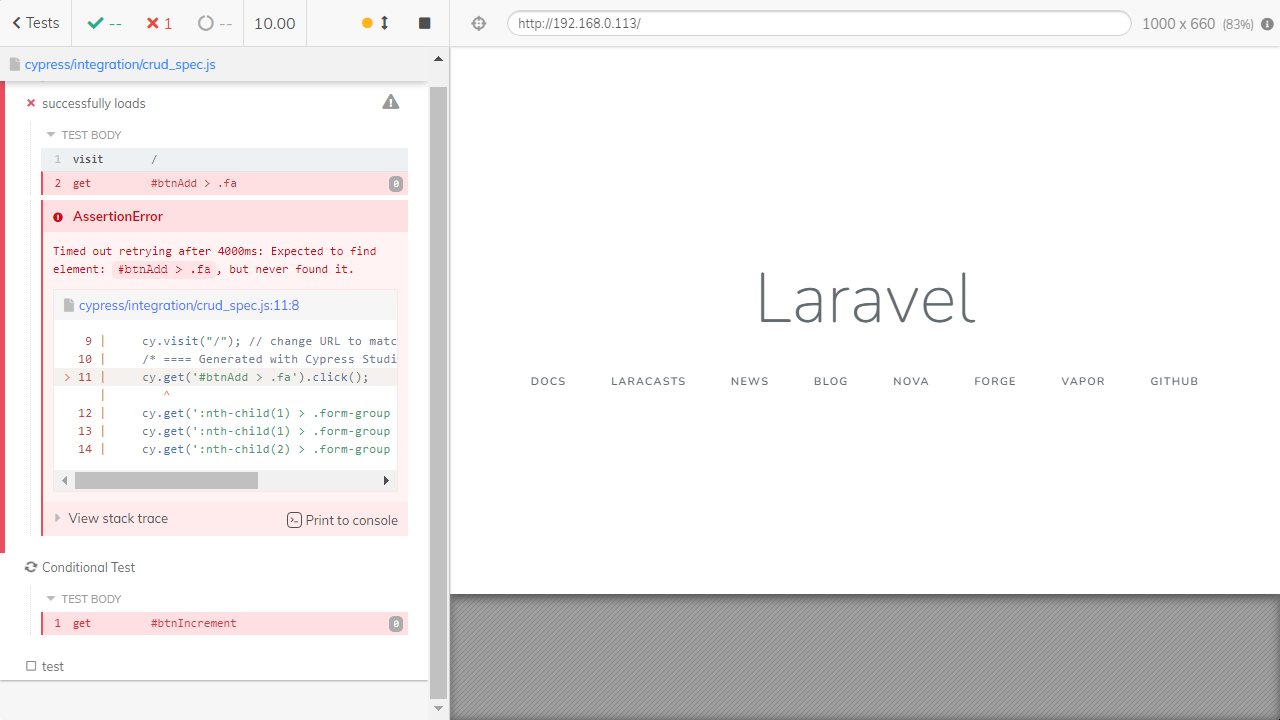 Tests -- 1 -- 10.00
http://192.168.0.113/ 1000 x 660 (83%)
cypress/integration/crud_spec.js
successfully loads
TEST BODY
1 visit /
2 get #btnAdd > .fa 0
AssertionError
Timed out retrying after 4000ms: Expected to find
element: #btnAdd > .fa, but never found it.
cypress/integration/crud_spec.js:11:8
9 | cy.visit("/"); // change URL to matc
10 | /* ==== Generated with Cypress Studi
> 11 | cy.get('#btnAdd > .fa').click();
| ^
12 | cy.get(':nth-child(1) > .form-group
13 | cy.get(':nth-child(1) > .form-group
14 | cy.get(':nth-child(2) > .form-group
View stack trace Print to console
Conditional Test
TEST BODY
1 get #btnIncrement 0
test
Laravel
DOCS LARACASTS NEWS BLOG NOVA FORGE VAPOR GITHUB